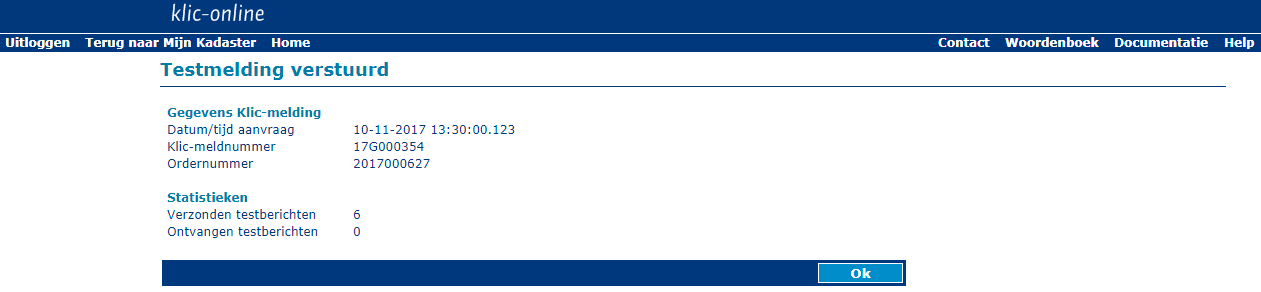 klic-online
Uitloggen Terug naar Mijn Kadaster Home Contact Woordenboek Documentatie Help
Testmelding verstuurd
Gegevens Klic-melding
Datum/tijd aanvraag 10-11-2017 13:30:00.123
Klic-meldnummer 17G000354
Ordernummer 2017000627
Statistieken
Verzonden testberichten 6
Ontvangen testberichten 0
Ok